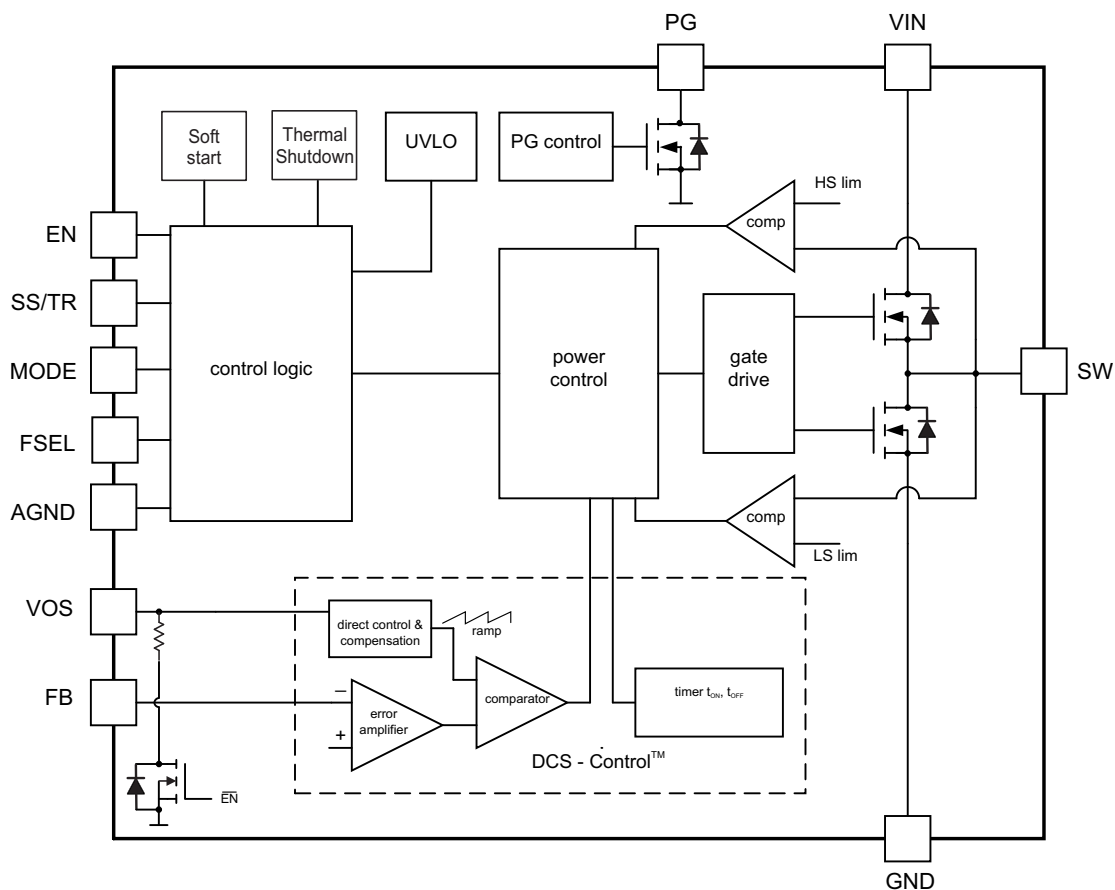 PG
VIN
Soft
start
Thermal
Shutdown
UVLO
PG control
HS lim
comp
EN
SS/TR
MODE
FSEL
AGND
control logic
power
control
gate
drive
SW
comp
LS lim
VOS
direct control &
compensation
ramp
FB
–
error
amplifier
+
comparator
timer tON, tOFF
DCS - Control™
EN
GND